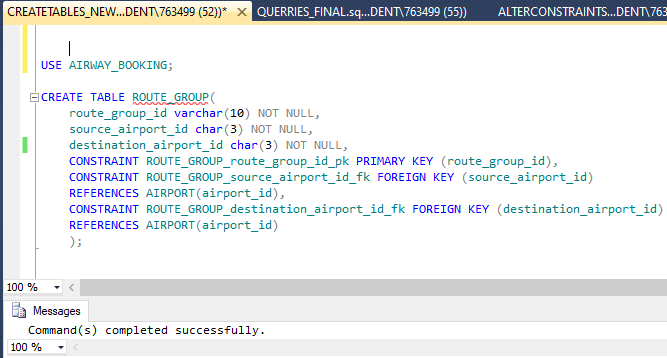 CREATETABLES_NEW...DENT\763499 (52))* QUERRIES_FINAL.sq...DENT\763499 (55)) ALTERCONSTRAINTS...DENT\763
USE AIRWAY_BOOKING;
CREATE TABLE ROUTE_GROUP(
route_group_id varchar(10) NOT NULL,
source_airport_id char(3) NOT NULL,
destination_airport_id char(3) NOT NULL,
CONSTRAINT ROUTE_GROUP_route_group_id_pk PRIMARY KEY (route_group_id),
CONSTRAINT ROUTE_GROUP_source_airport_id_fk FOREIGN KEY (source_airport_id)
REFERENCES AIRPORT(airport_id),
CONSTRAINT ROUTE_GROUP_destination_airport_id_fk FOREIGN KEY (destination_airport_id)
REFERENCES AIRPORT(airport_id)
);
100 %
Messages
Command(s) completed successfully.
100 %